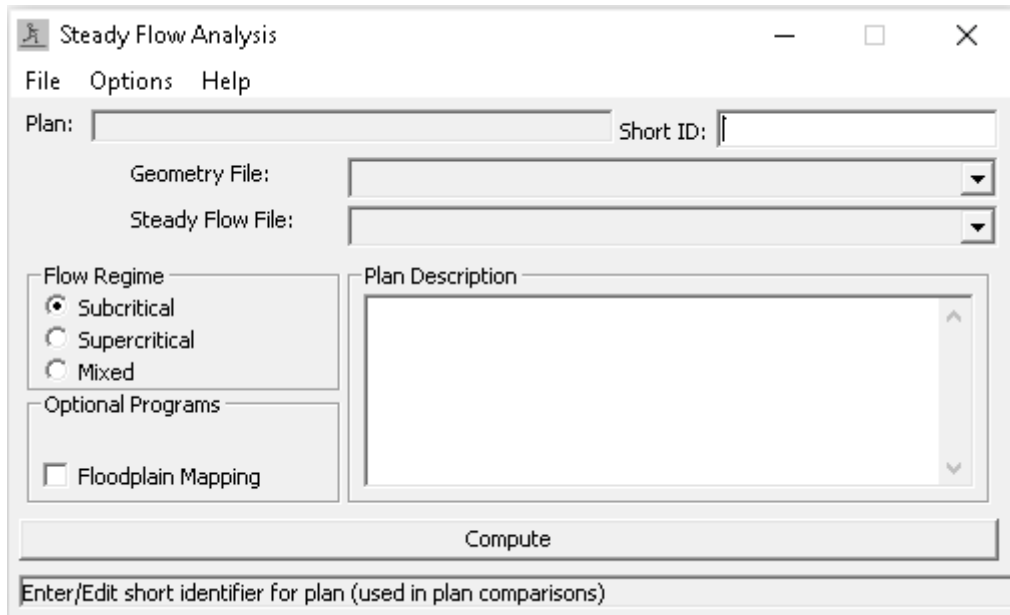 Steady Flow Analysis
File Options Help
Plan: Short ID:
Geometry File:
Steady Flow File:
Flow Regime
Subcritical
Supercritical
Mixed
Plan Description
Optional Programs
Floodplain Mapping
Compute
Enter/Edit short identifier for plan (used in plan comparisons)